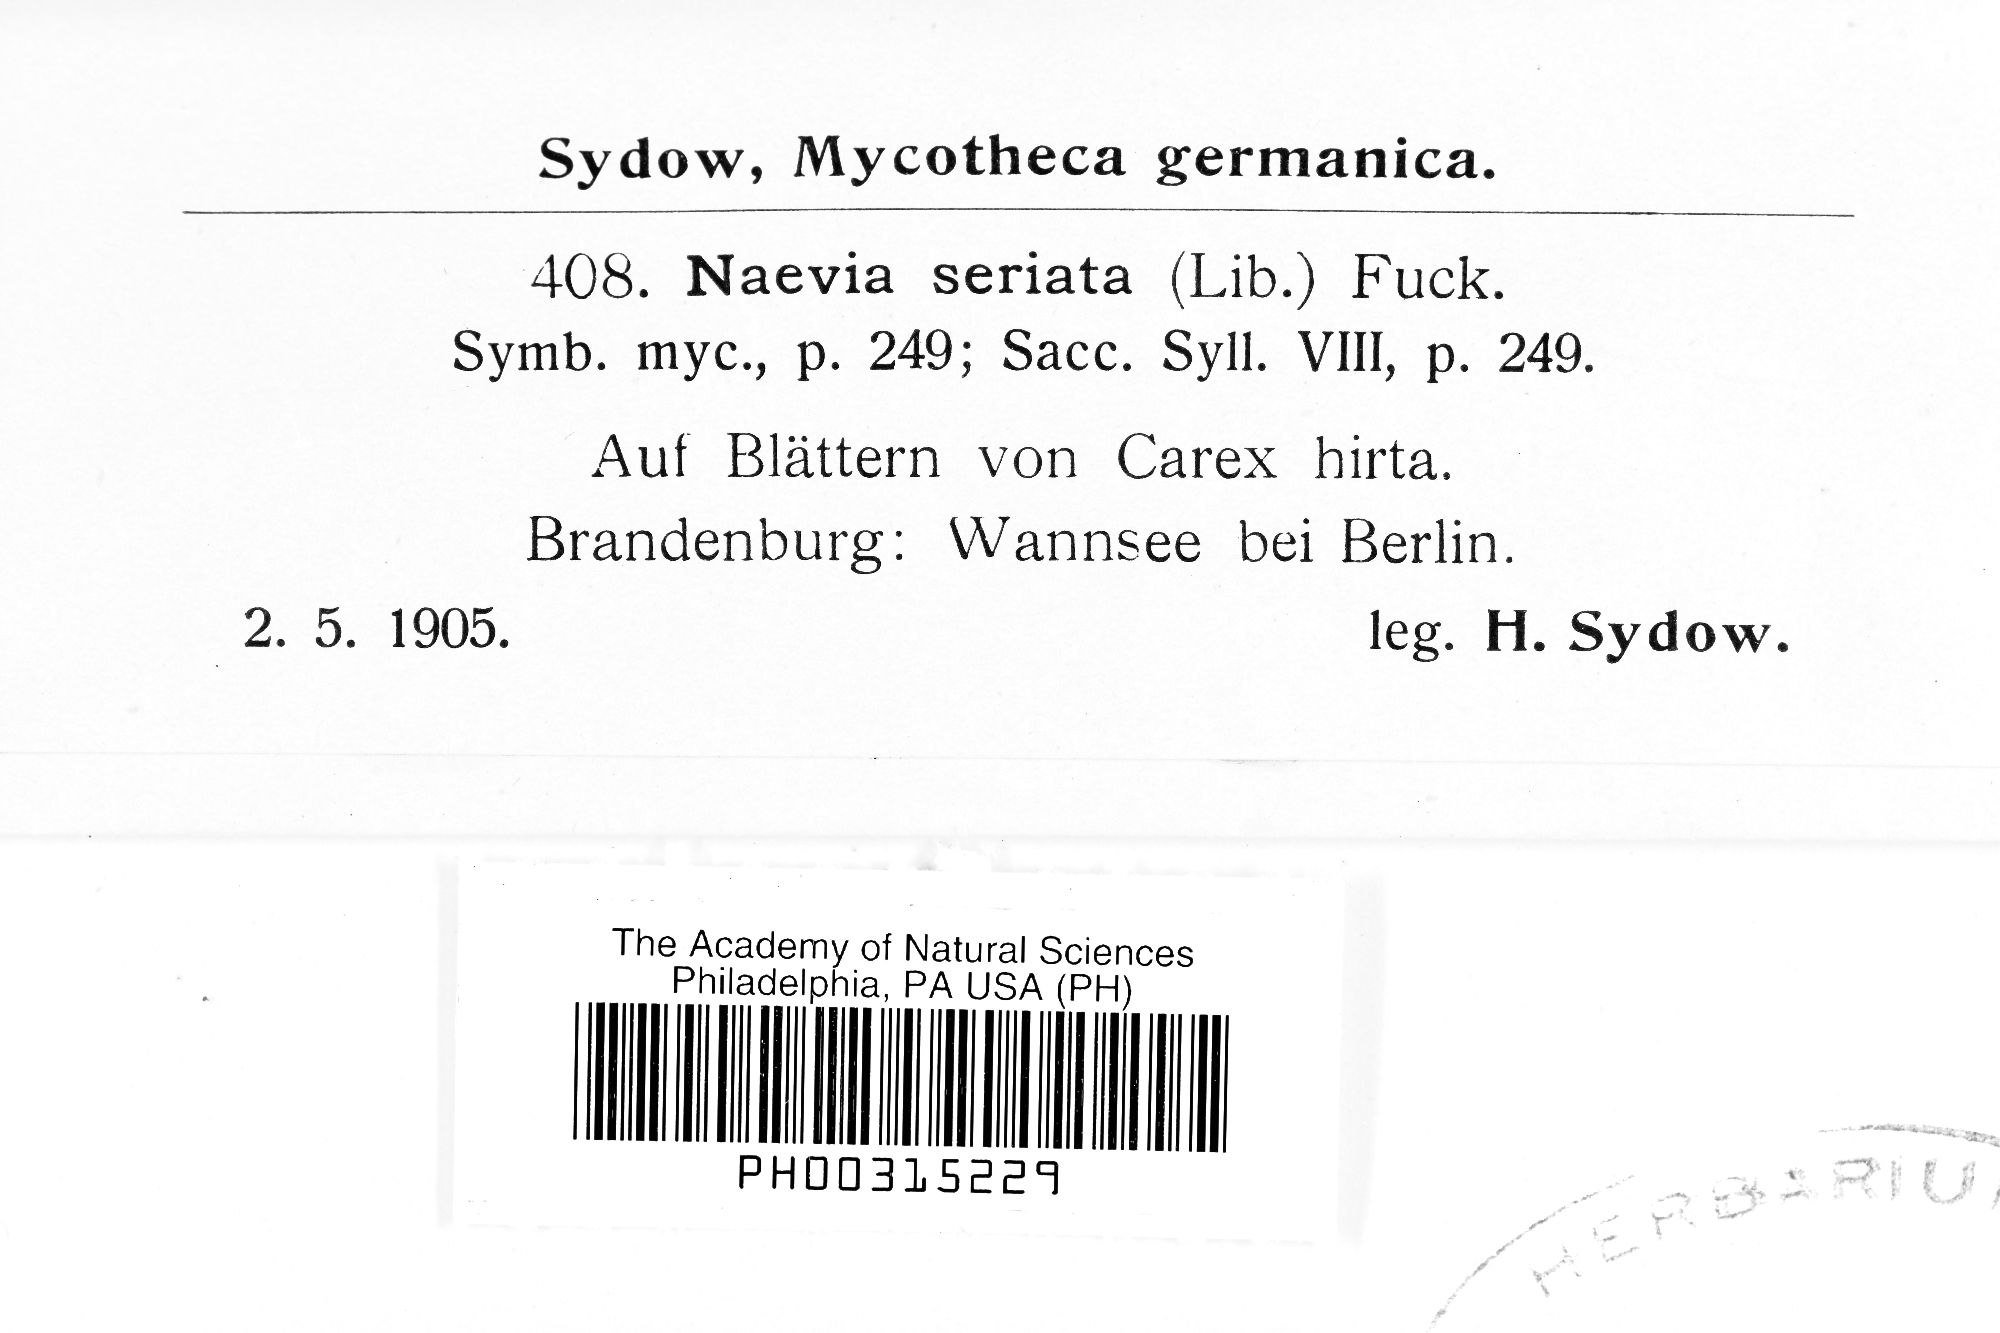 Sydow, Mycotheca germanica.
408. Naevia seriata (Lib.) Fuck.
Symb. myc., p. 249; Sacc. Syll. VIII, p. 249.
Auf Blättern von Carex hirta.
Brandenburg: Wannsee bei Berlin.
2. 5. 1905. leg. H. Sydow.
The Academy of Natural Sciences
Philadelphia, PA USA (PH)
PH00315229
HERBARIU